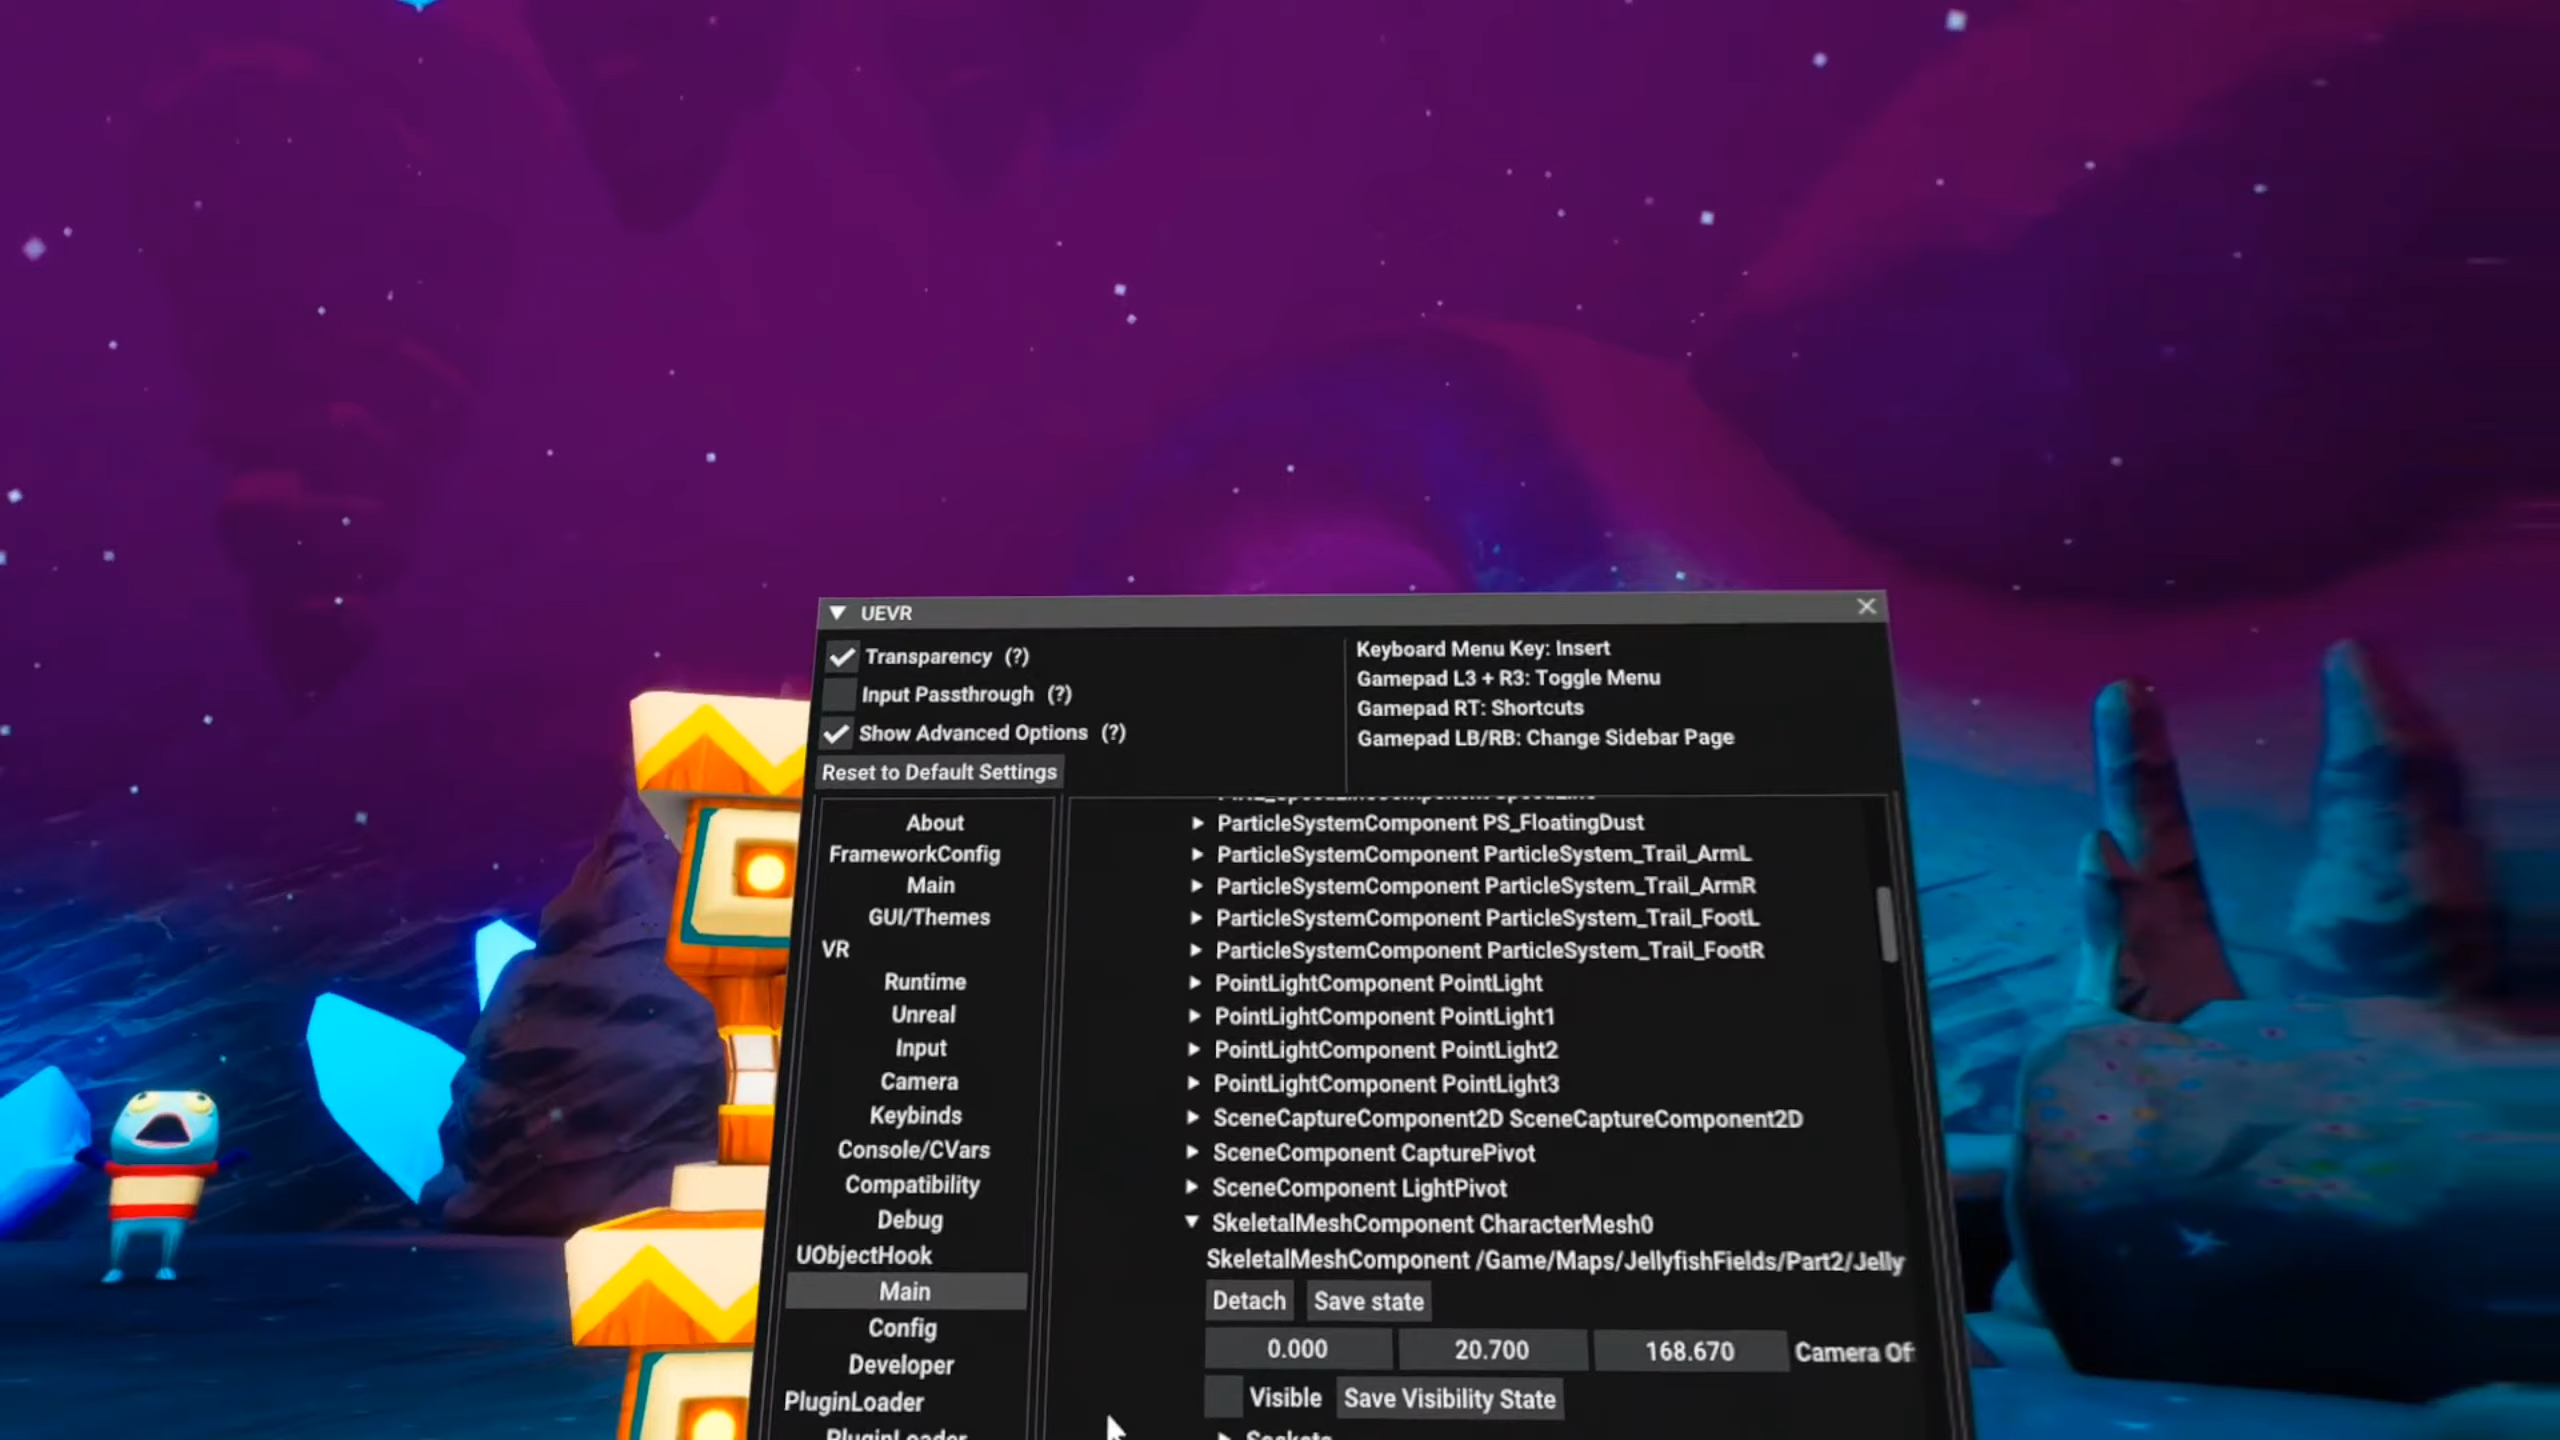 UEVR
Transparency (?)
Input Passthrough (?)
Show Advanced Options (?)
Reset to Default Settings
Keyboard Menu Key: Insert
Gamepad L3 + R3: Toggle Menu
Gamepad RT: Shortcuts
Gamepad LB/RB: Change Sidebar Page
About
FrameworkConfig
Main
GUI/Themes
VR
Runtime
Unreal
Input
Camera
Keybinds
Console/CVars
Compatibility
Debug
UObjectHook
Main
Config
Developer
PluginLoader
PluginLoader
ParticleSystemComponent PS_FloatingDust
ParticleSystemComponent ParticleSystem_Trail_ArmL
ParticleSystemComponent ParticleSystem_Trail_ArmR
ParticleSystemComponent ParticleSystem_Trail_FootL
ParticleSystemComponent ParticleSystem_Trail_FootR
PointLightComponent PointLight
PointLightComponent PointLight1
PointLightComponent PointLight2
PointLightComponent PointLight3
SceneCaptureComponent2D SceneCaptureComponent2D
SceneComponent CapturePivot
SceneComponent LightPivot
SkeletalMeshComponent CharacterMesh0
SkeletalMeshComponent /Game/Maps/JellyfishFields/Part2/Jelly
Detach Save state
0.000 20.700 168.670 Camera Of
Visible Save Visibility State
Sockets